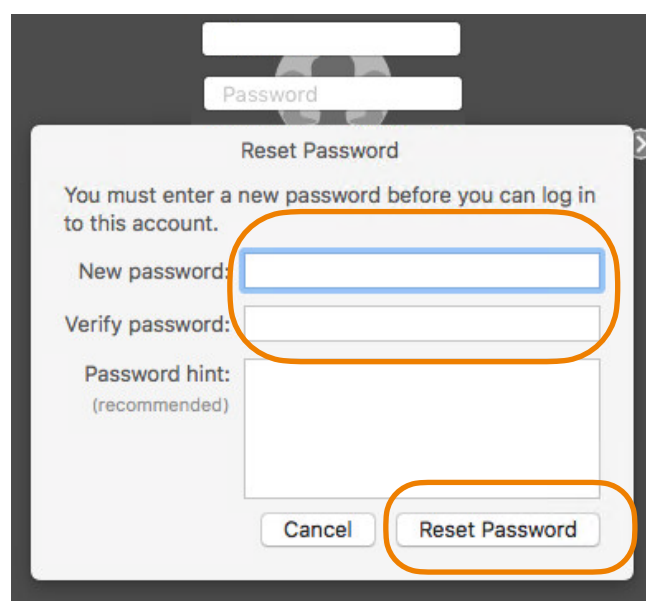 Password
Reset Password
You must enter a new password before you can log in
to this account.
New password:
Verify password:
Password hint:
(recommended)
Cancel
Reset Password